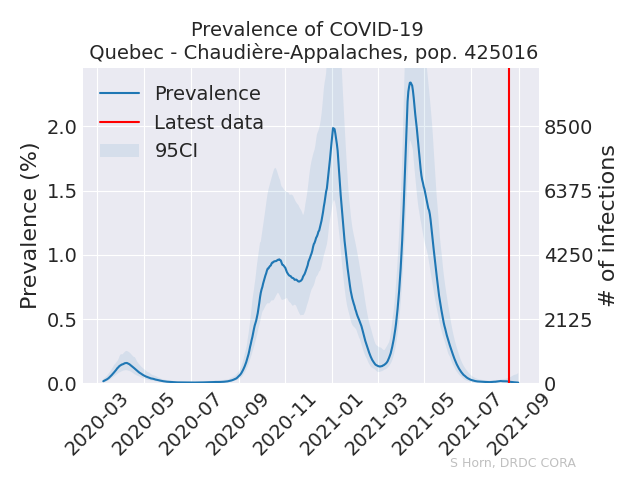 Prevalence of COVID-19
Quebec - Chaudière-Appalaches, pop. 425016
Prevalence
Latest data
95CI
Prevalence (%)
2.0
1.5
1.0
0.5
0.0
8500
6375
4250
2125
0
# of infections
2020-03
2020-05
2020-07
2020-09
2020-11
2021-01
2021-03
2021-05
2021-07
2021-09
S Horn, DRDC CORA